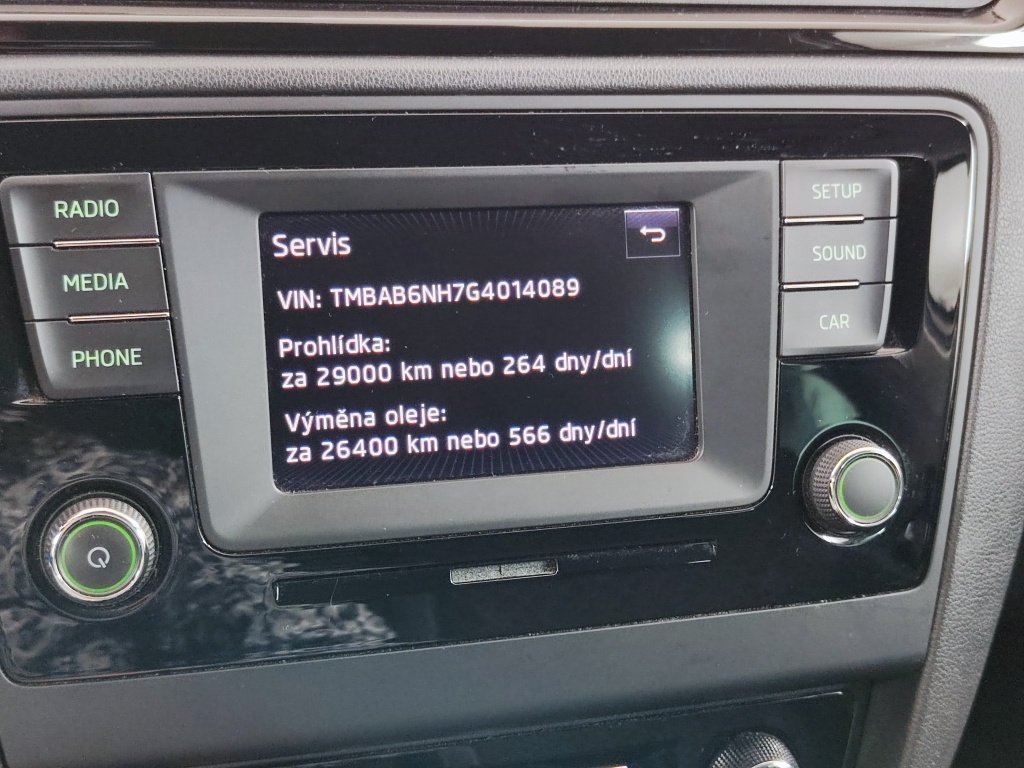 RADIO
MEDIA
PHONE
Servis
VIN: TMBAB6NH7G4014089
Prohlídka:
za 29000 km nebo 264 dny/dní
Výměna oleje:
za 26400 km nebo 566 dny/dní
SETUP
SOUND
CAR